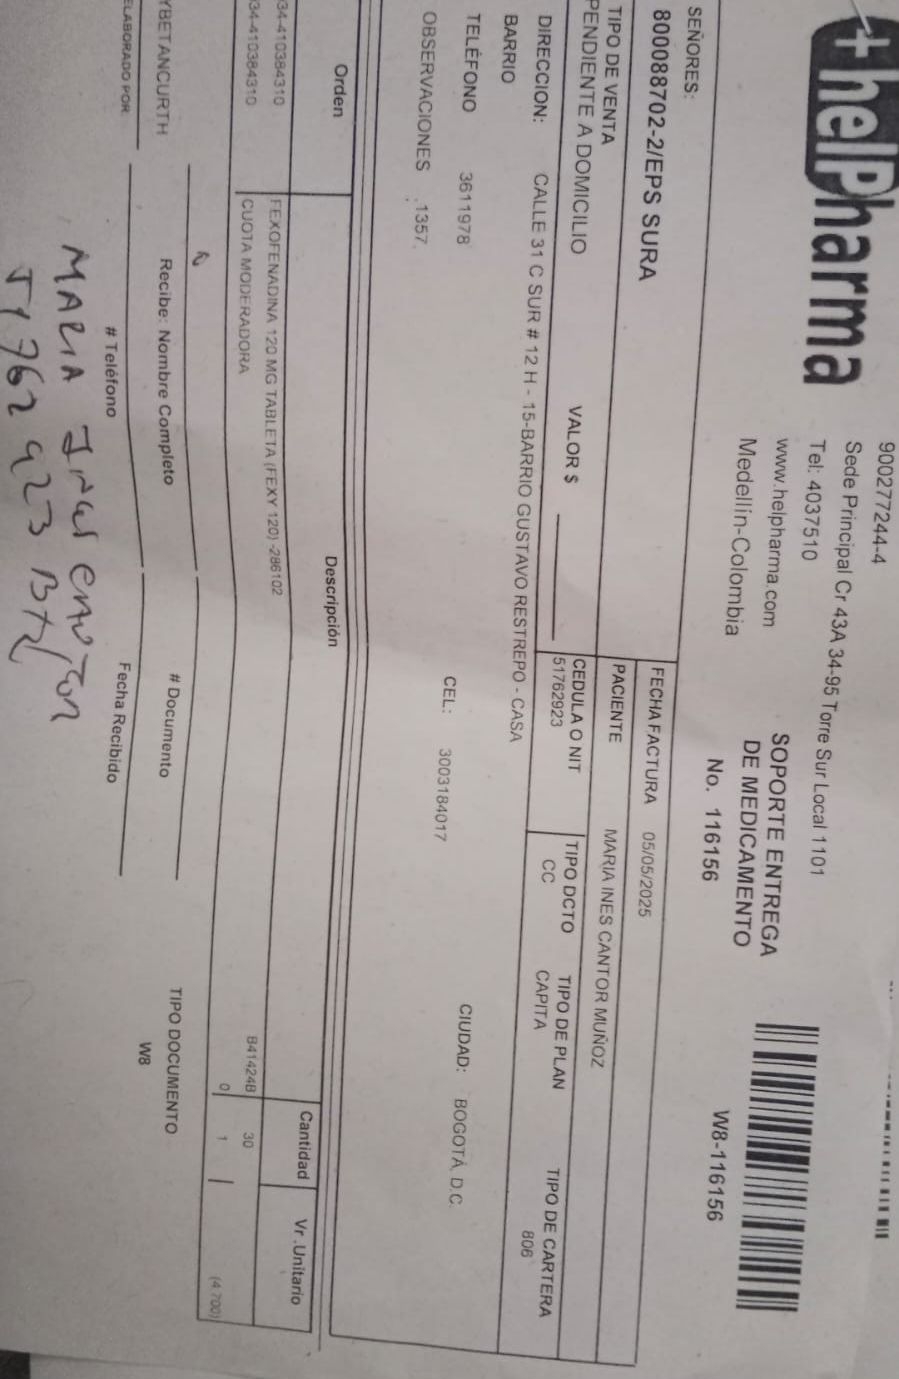 +helPharma
900277244-4
Sede Principal Cr 43A 34-95 Torre Sur Local 1101
Tel: 4037510
www.helpharma.com
Medellín-Colombia
SOPORTE ENTREGA
DE MEDICAMENTO
No. 116156
W8-116156
SEÑORES:
800088702-2/EPS SURA
FECHA FACTURA 05/05/2025
PACIENTE MARIA INES CANTOR MUÑOZ
TIPO DE VENTA
PENDIENTE A DOMICILIO
VALOR $
CEDULA O NIT
51762923
TIPO DCTO
CC
TIPO DE PLAN
CAPITA
TIPO DE CARTERA
806
DIRECCION: CALLE 31 C SUR # 12 H - 15-BARRIO GUSTAVO RESTREPO - CASA
BARRIO
TELÉFONO 3611978 CEL: 3003184017 CIUDAD: BOGOTÁ, D.C.
OBSERVACIONES .1357.
Orden Descripción Cantidad Vr .Unitario
34-410384310 FEXOFENADINA 120 MG TABLETA (FEXY 120) -286102 B41424B 30
34-410384310 CUOTA MODERADORA 0 1 (4.700)
YBETANCURTH
ELABORADO POR
Recibe: Nombre Completo
# Documento
TIPO DOCUMENTO
W8
# Teléfono
Fecha Recibido
MARIA